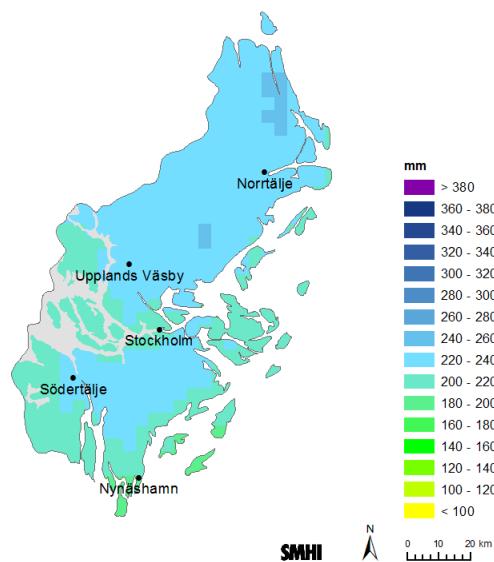 Norrtälje
Upplands Väsby
Stockholm
Södertälje
Nynäshamn
mm
> 380
360 - 380
340 - 360
320 - 340
300 - 320
280 - 300
260 - 280
240 - 260
220 - 240
200 - 220
180 - 200
160 - 180
140 - 160
120 - 140
100 - 120
< 100
SMHI
N
0 10 20 km